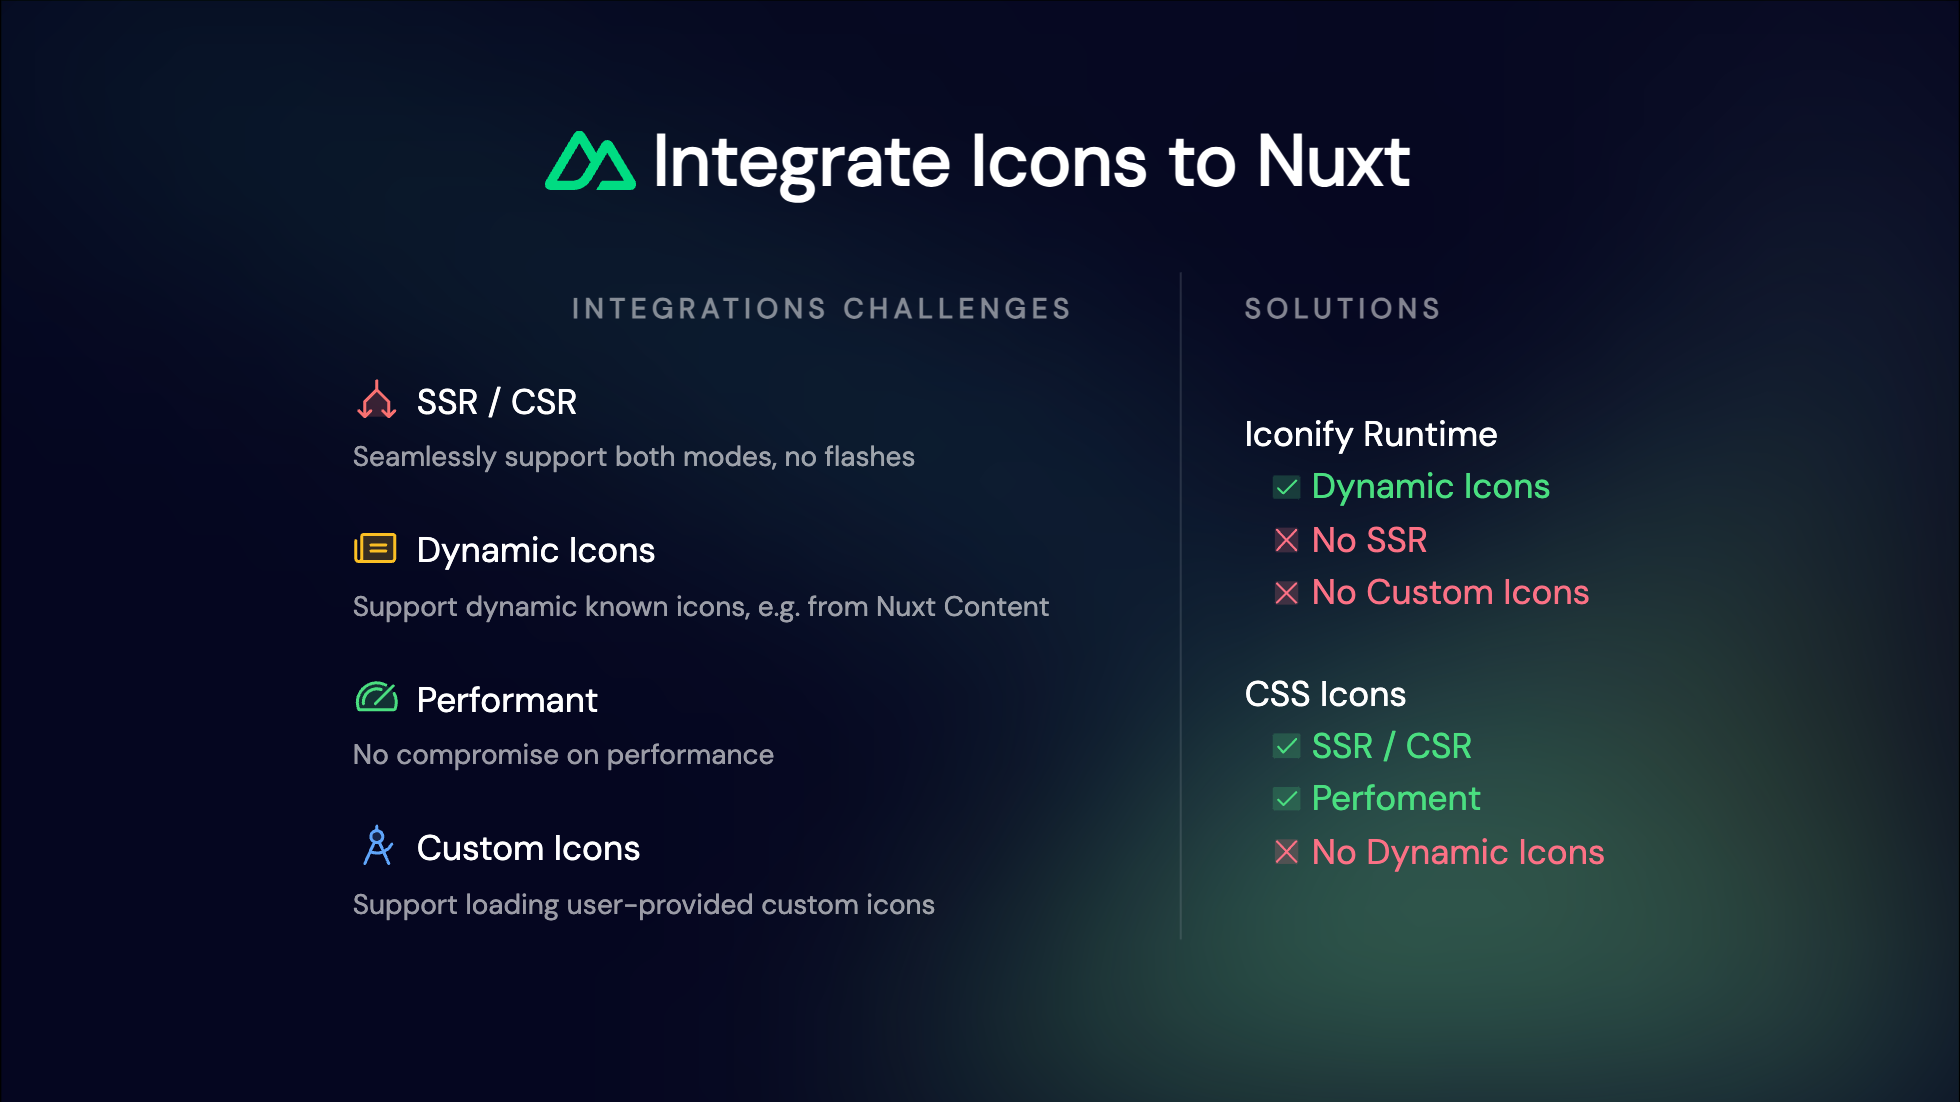 Integrate Icons to Nuxt
INTEGRATIONS CHALLENGES
SSR / CSR
Seamlessly support both modes, no flashes
Dynamic Icons
Support dynamic known icons, e.g. from Nuxt Content
Performant
No compromise on performance
Custom Icons
Support loading user-provided custom icons
SOLUTIONS
Iconify Runtime
Dynamic Icons
No SSR
No Custom Icons
CSS Icons
SSR / CSR
Perfoment
No Dynamic Icons